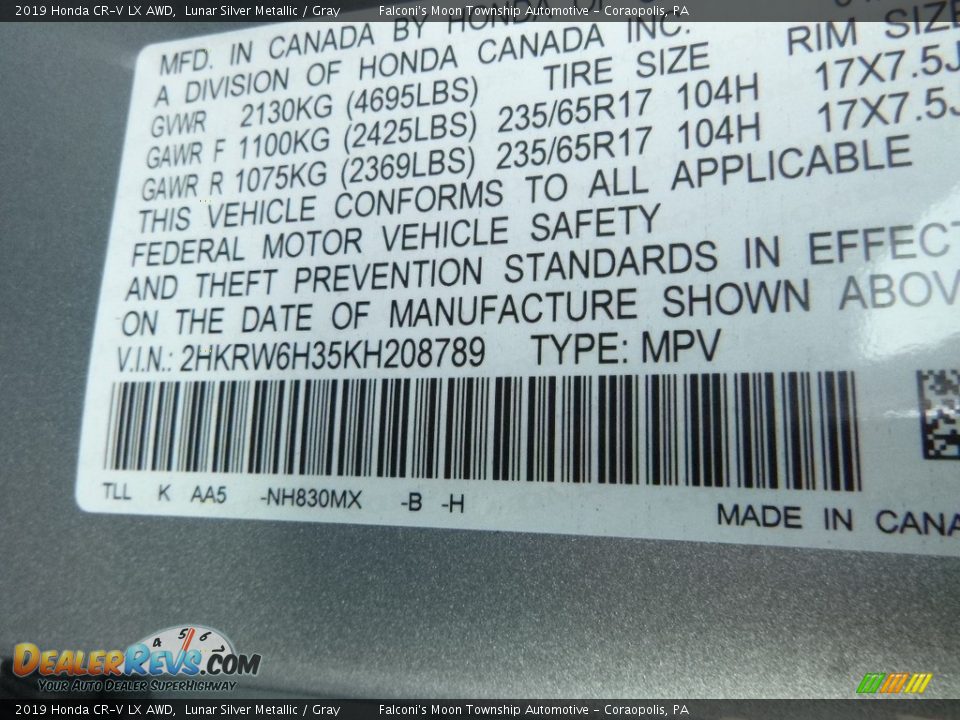 2019 Honda CR-V LX AWD, Lunar Silver Metallic / Gray Falconi's Moon Township Automotive - Coraopolis, PA
MFD. IN CANADA BY HONDA OF
A DIVISION OF HONDA CANADA INC.
GVWR 2130KG (4695LBS) TIRE SIZE RIM SIZE
GAWR F 1100KG (2425LBS) 235/65R17 104H 17X7.5J
GAWR R 1075KG (2369LBS) 235/65R17 104H 17X7.5J
THIS VEHICLE CONFORMS TO ALL APPLICABLE
FEDERAL MOTOR VEHICLE SAFETY
AND THEFT PREVENTION STANDARDS IN EFFECT
ON THE DATE OF MANUFACTURE SHOWN ABOV
V.I.N.: 2HKRW6H35KH208789 TYPE: MPV
TLL K AA5 -NH830MX -B -H
MADE IN CANA
4 5 6
DEALERREVS.COM
YOUR AUTO DEALER SUPERHIGHWAY
2019 Honda CR-V LX AWD, Lunar Silver Metallic / Gray Falconi's Moon Township Automotive - Coraopolis, PA